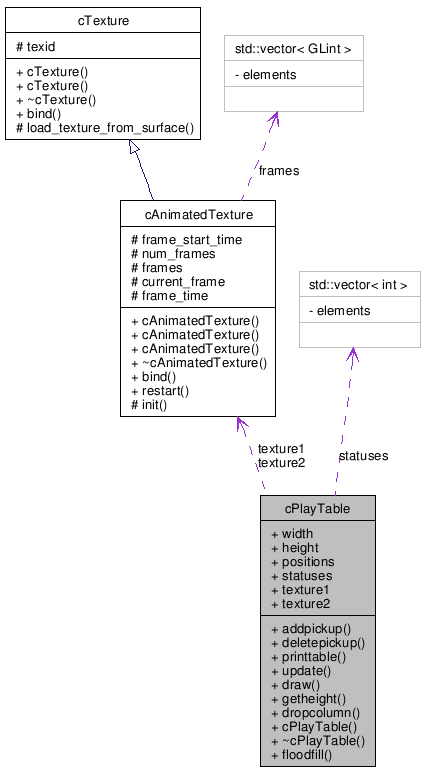 cTexture
# texid
+ cTexture()
+ cTexture()
+ ~cTexture()
+ bind()
# load_texture_from_surface()
std::vector< GLint >
- elements
frames
cAnimatedTexture
# frame_start_time
# num_frames
# frames
# current_frame
# frame_time
+ cAnimatedTexture()
+ cAnimatedTexture()
+ cAnimatedTexture()
+ ~cAnimatedTexture()
+ bind()
+ restart()
# init()
std::vector< int >
- elements
texture1
texture2
statuses
cPlayTable
+ width
+ height
+ positions
+ statuses
+ texture1
+ texture2
+ addpickup()
+ deletepickup()
+ printtable()
+ update()
+ draw()
+ getheight()
+ dropcolumn()
+ cPlayTable()
+ ~cPlayTable()
+ floodfill()